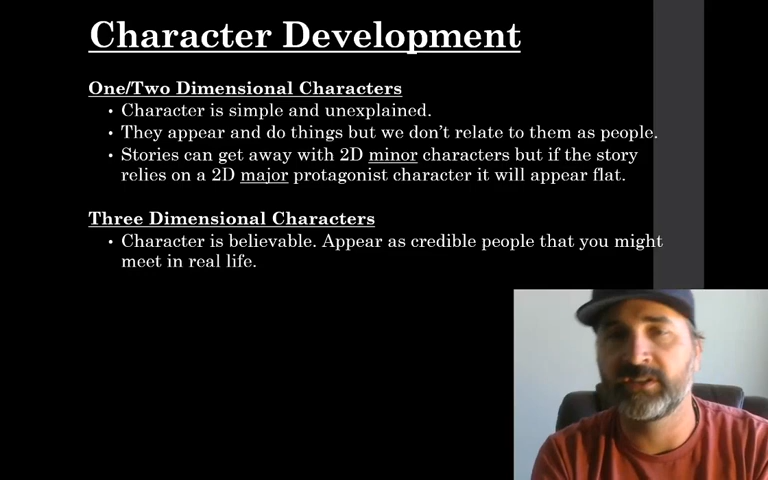 Character Development
One/Two Dimensional Characters
• Character is simple and unexplained.
• They appear and do things but we don’t relate to them as people.
• Stories can get away with 2D minor characters but if the story
relies on a 2D major protagonist character it will appear flat.
Three Dimensional Characters
• Character is believable. Appear as credible people that you might
meet in real life.